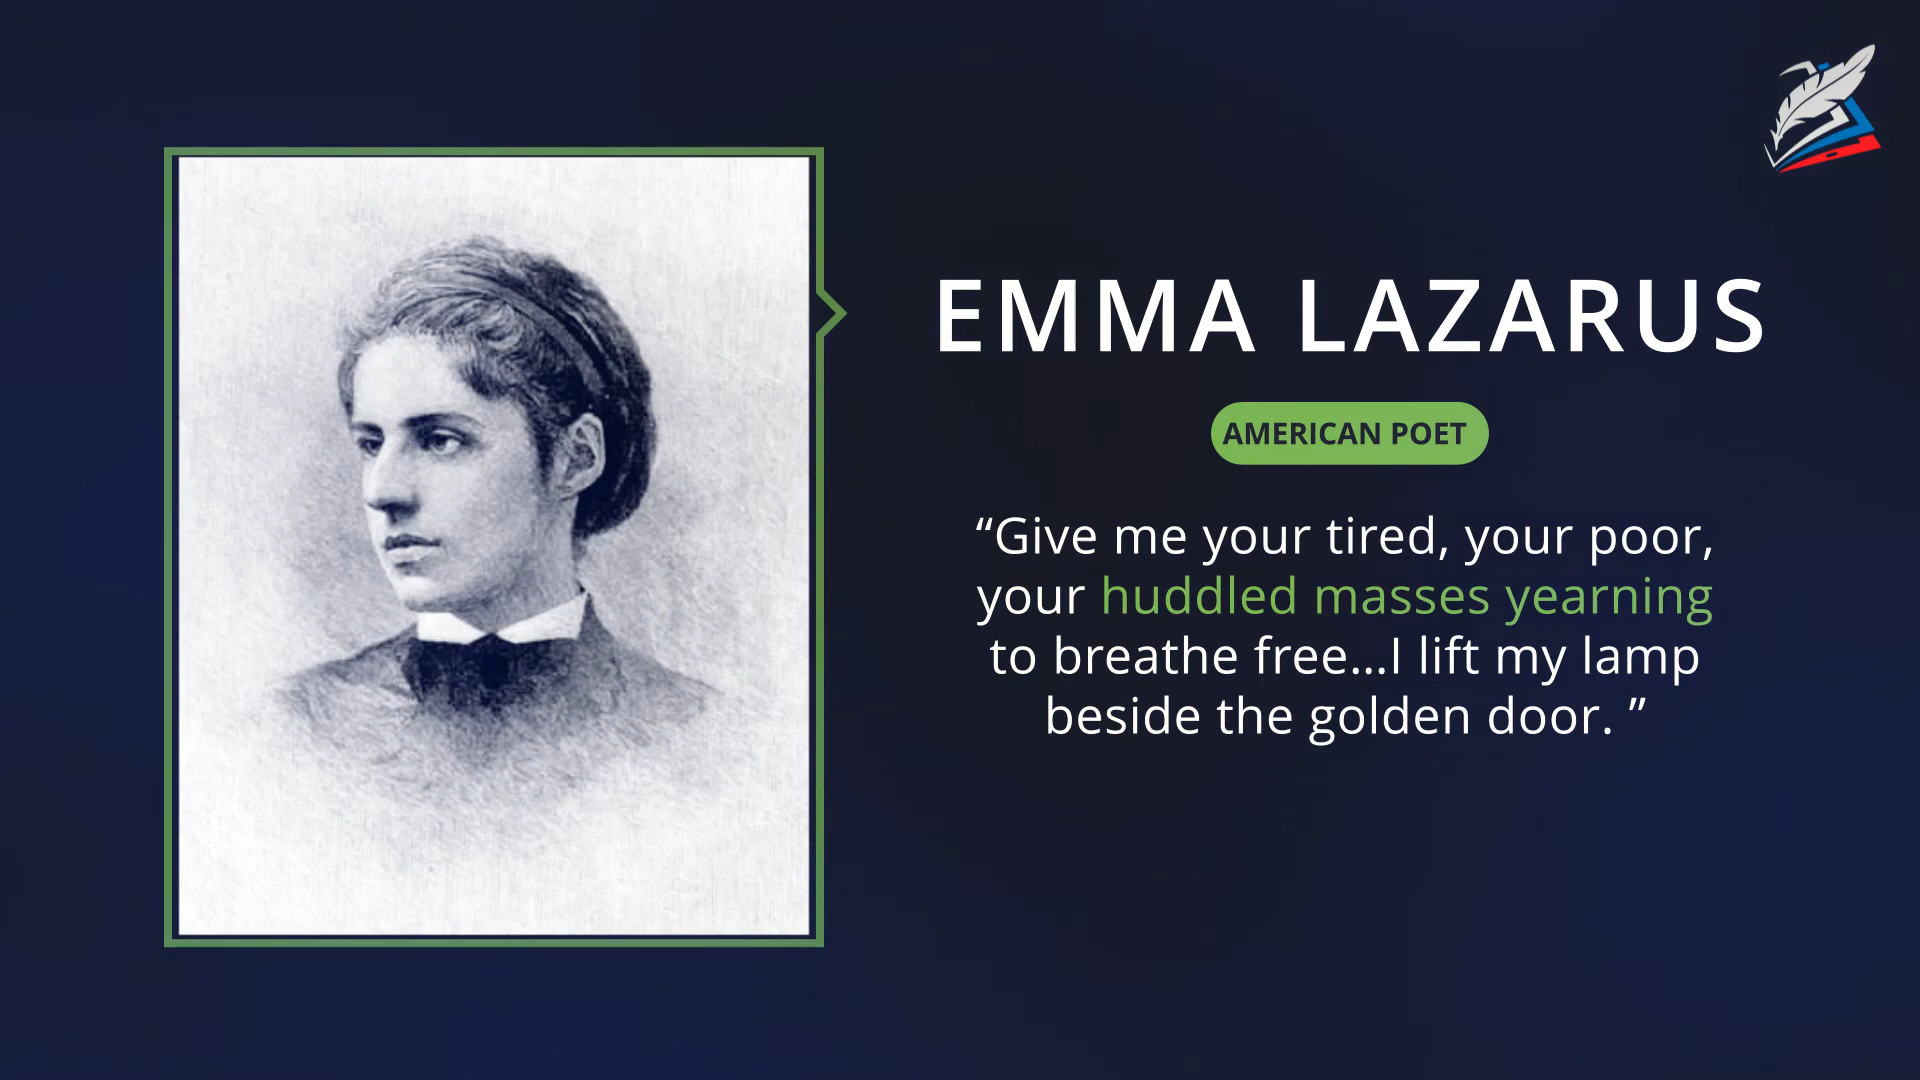 EMMA LAZARUS
AMERICAN POET
“Give me your tired, your poor,
your huddled masses yearning
to breathe free...I lift my lamp
beside the golden door. ”